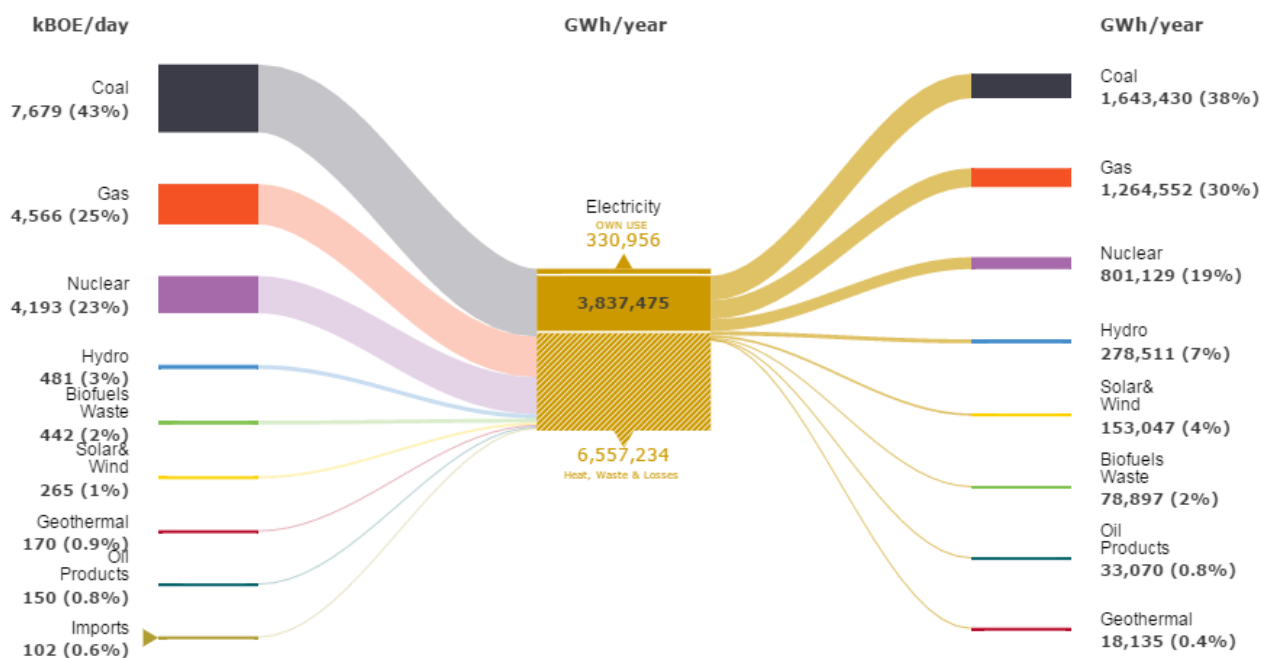 kBOE/day
Coal
7,679 (43%)
Gas
4,566 (25%)
Nuclear
4,193 (23%)
Hydro
481 (3%)
Biofuels
Waste
442 (2%)
Solar&
Wind
265 (1%)
Geothermal
170 (0.9%)
Oil
Products
150 (0.8%)
Imports
102 (0.6%)
GWh/year
Electricity
OWN USE
330,956
3,837,475
6,557,234
Heat, Waste & Losses
GWh/year
Coal
1,643,430 (38%)
Gas
1,264,552 (30%)
Nuclear
801,129 (19%)
Hydro
278,511 (7%)
Solar&
Wind
153,047 (4%)
Biofuels
Waste
78,897 (2%)
Oil
Products
33,070 (0.8%)
Geothermal
18,135 (0.4%)